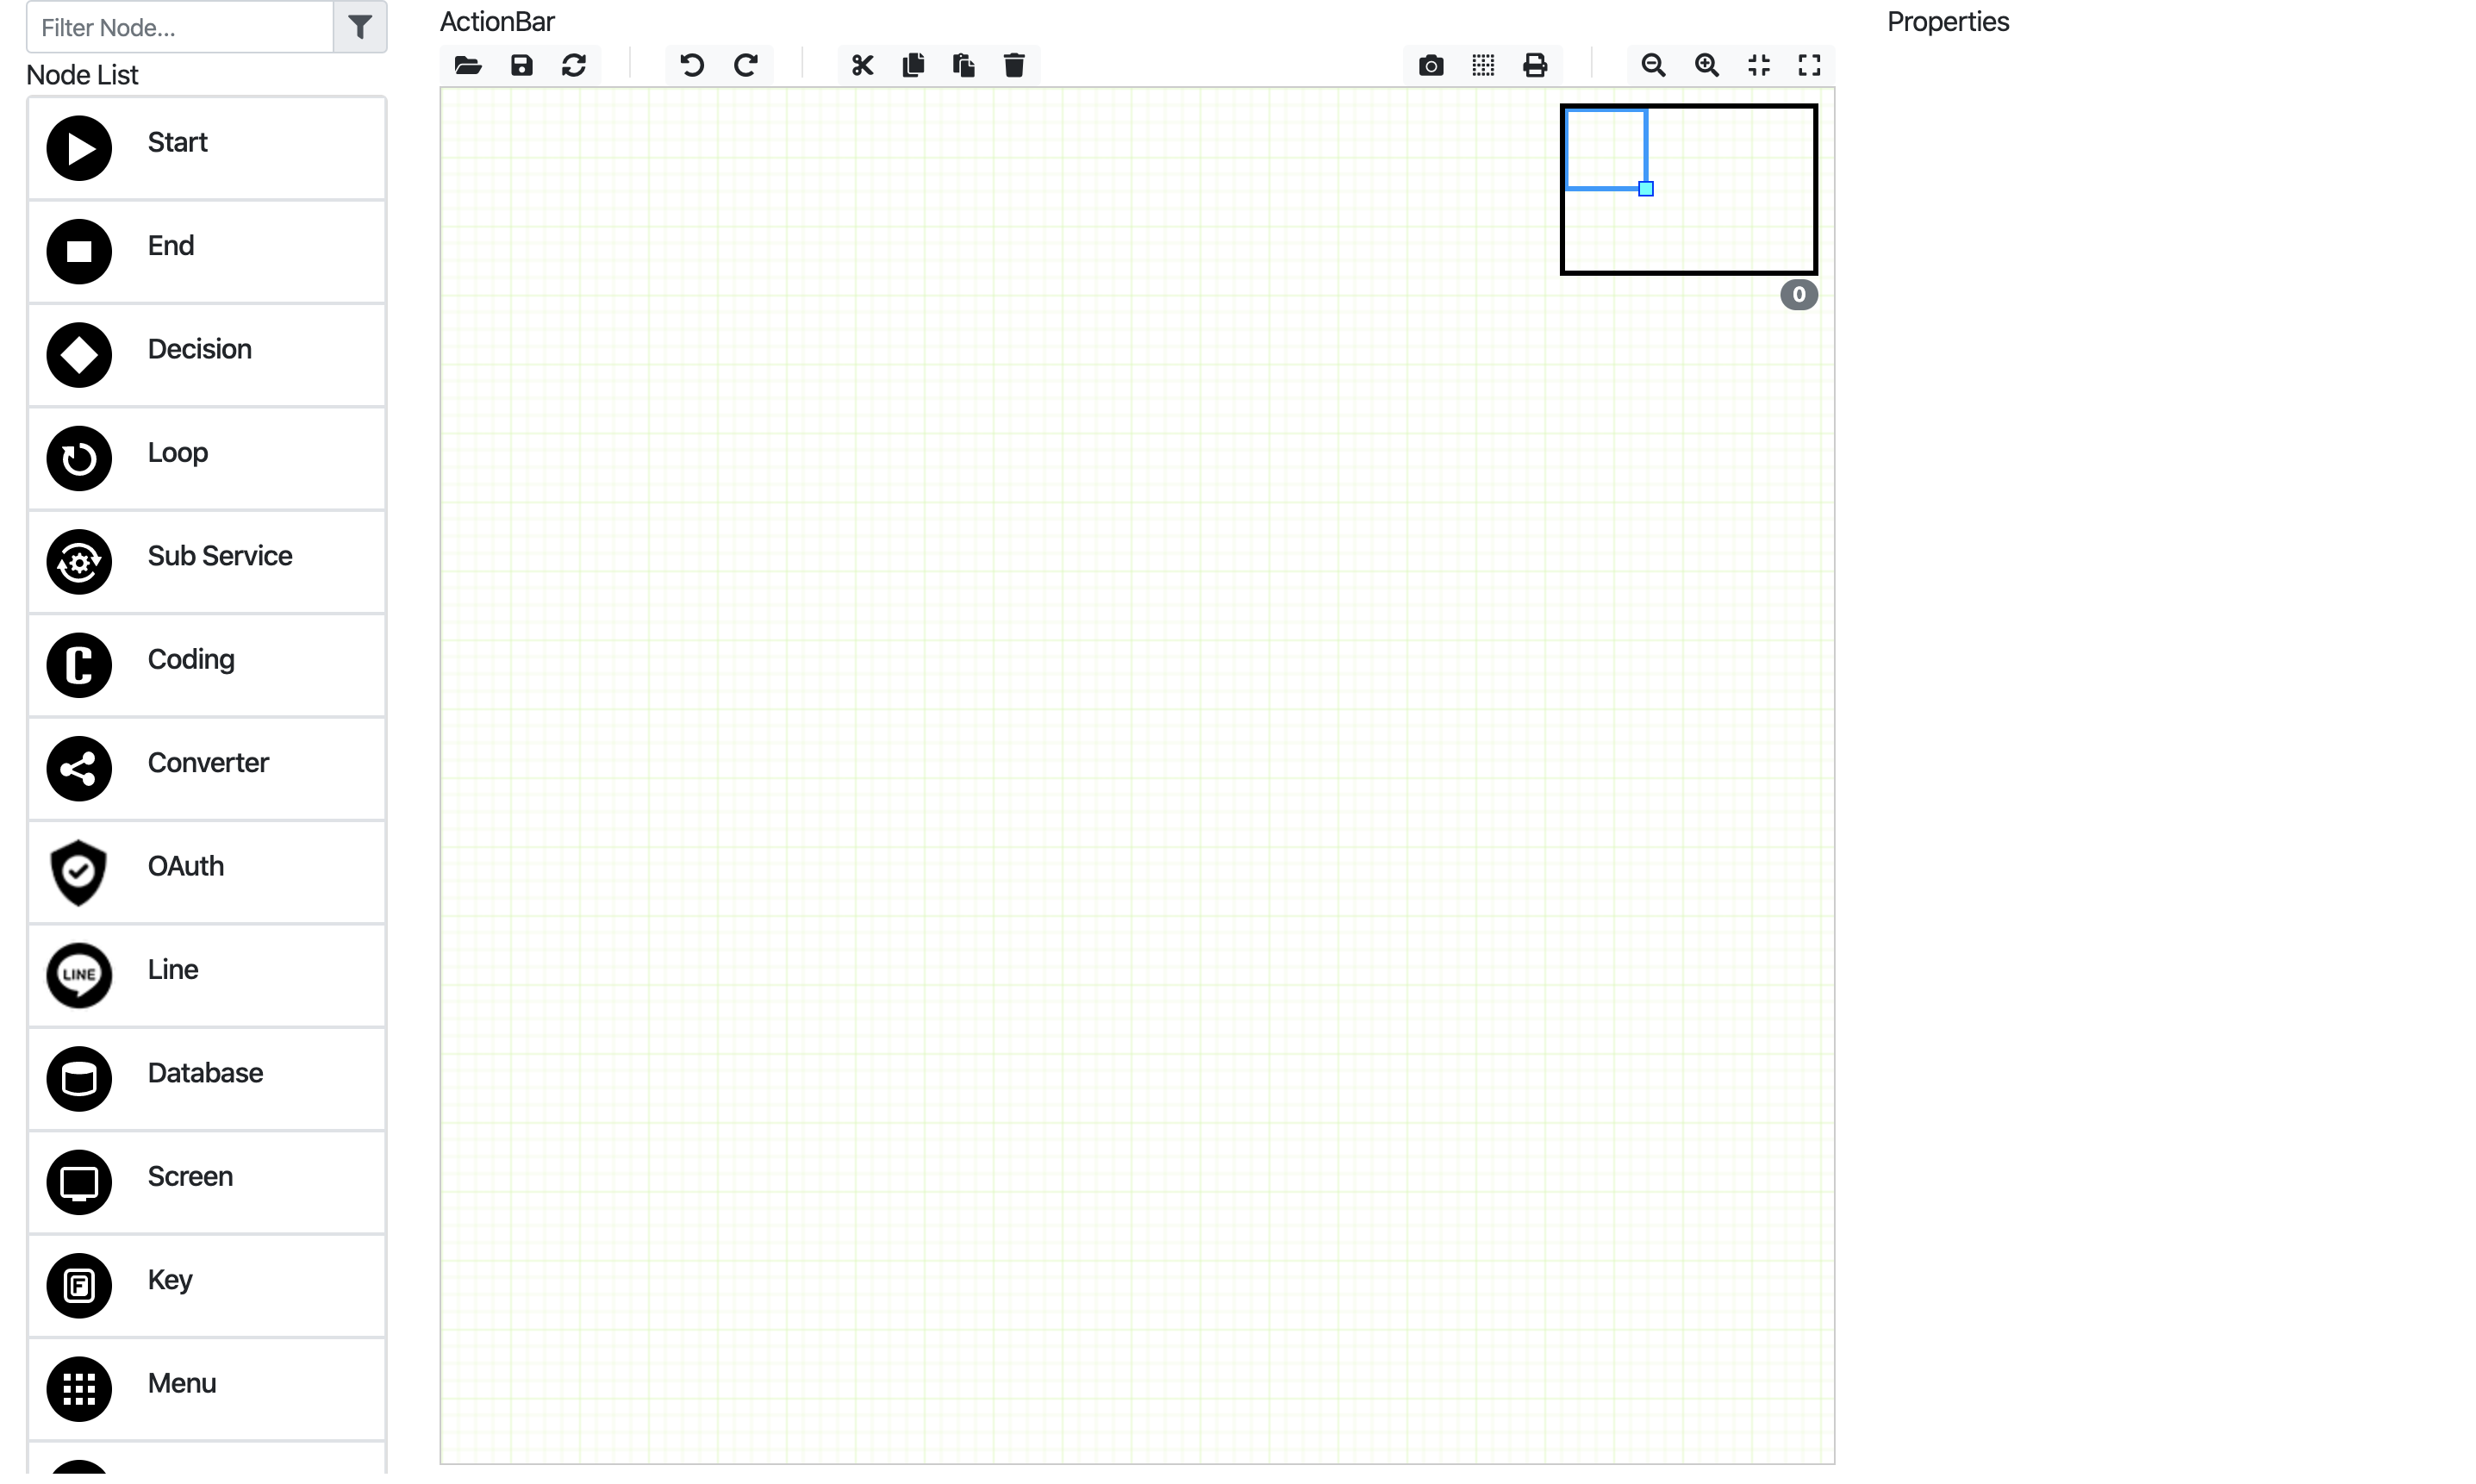 Filter Node...
Node List
Start
End
Decision
Loop
Sub Service
C
Coding
Converter
OAuth
LINE
Line
Database
Screen
F
Key
Menu
ActionBar
0
Properties